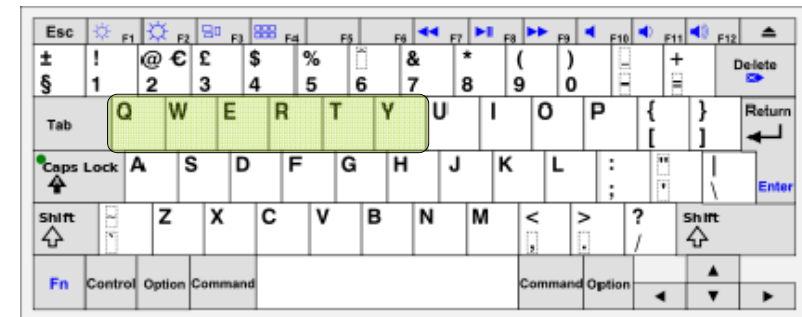 Esc F1 F2 F3 F4 F5 F6 F7 F8 F9 F10 F11 F12
± ! @ € £ $ % ^ & * ( ) _ + Delete
§ 1 2 3 4 5 6 7 8 9 0 - =
Tab Q W E R T Y U I O P { } Return
[ ]
Caps Lock A S D F G H J K L : " |
; ' \ Enter
Shift ~ Z X C V B N M < > ? Shift
` , . /
Fn Control Option Command Command Option